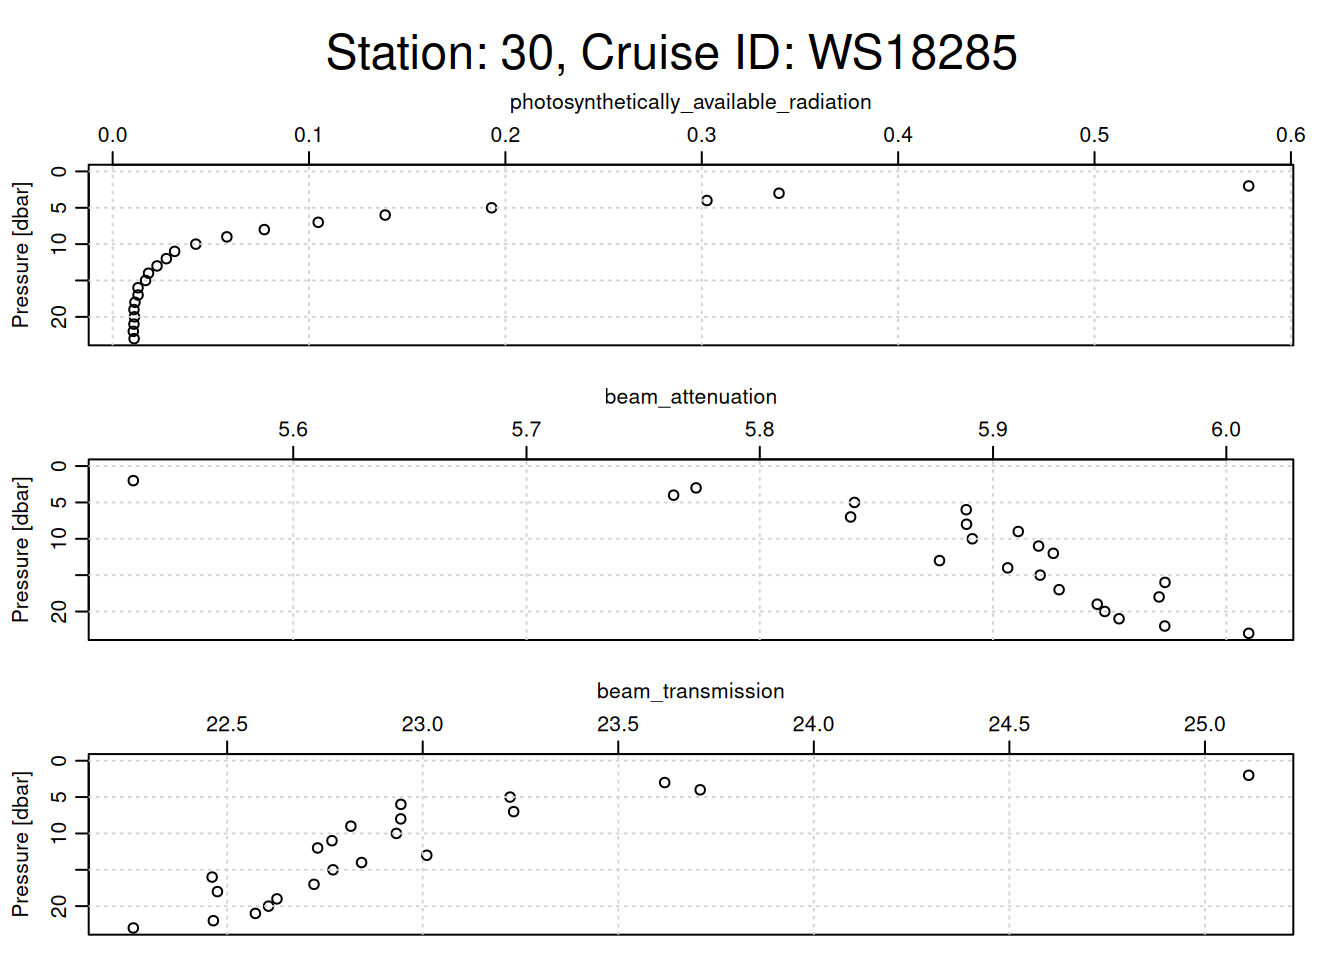 Station: 30, Cruise ID: WS18285
photosynthetically_available_radiation
0.0 0.1 0.2 0.3 0.4 0.5 0.6
Pressure [dbar]
0
5
10
20
beam_attenuation
5.6 5.7 5.8 5.9 6.0
Pressure [dbar]
0
5
10
20
beam_transmission
22.5 23.0 23.5 24.0 24.5 25.0
Pressure [dbar]
0
5
10
20